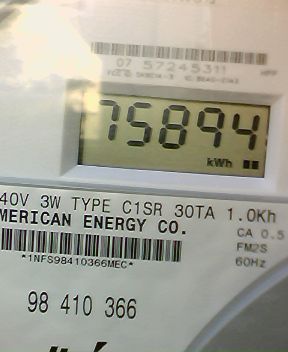 07 57245311
75894
kWh
40V 3W TYPE C1SR 30TA 1.0Kh
MERICAN ENERGY CO.
CA 0.5
FM2S
*1NFS98410366MEC*
60Hz
98 410 366